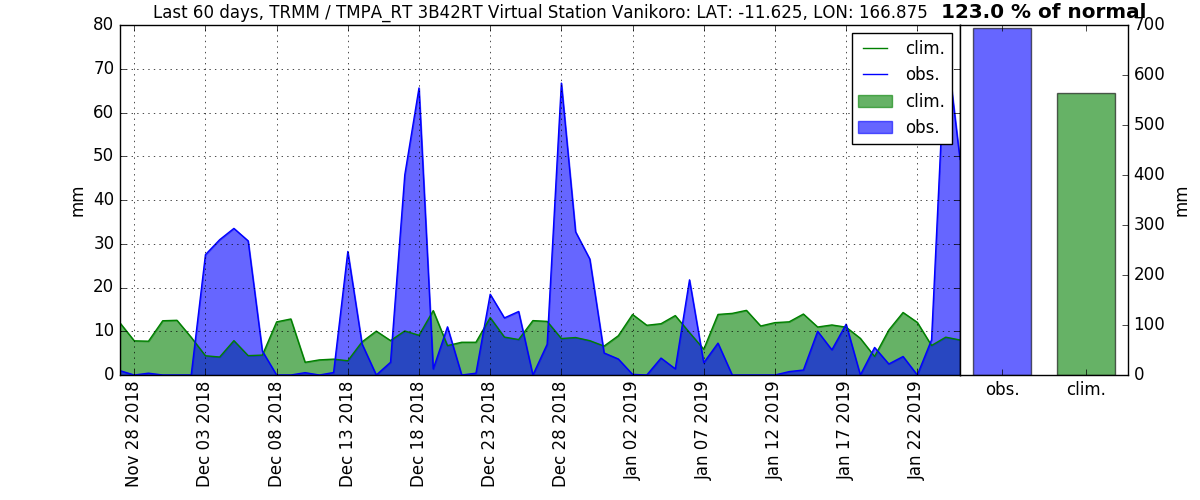 Last 60 days, TRMM / TMPA_RT 3B42RT Virtual Station Vanikoro: LAT: -11.625, LON: 166.875
123.0 % of normal
80
70
60
50
40
30
20
10
0
mm
clim.
obs.
clim.
obs.
Nov 28 2018
Dec 03 2018
Dec 08 2018
Dec 13 2018
Dec 18 2018
Dec 23 2018
Dec 28 2018
Jan 02 2019
Jan 07 2019
Jan 12 2019
Jan 17 2019
Jan 22 2019
700
600
500
400
300
200
100
0
mm
obs.
clim.